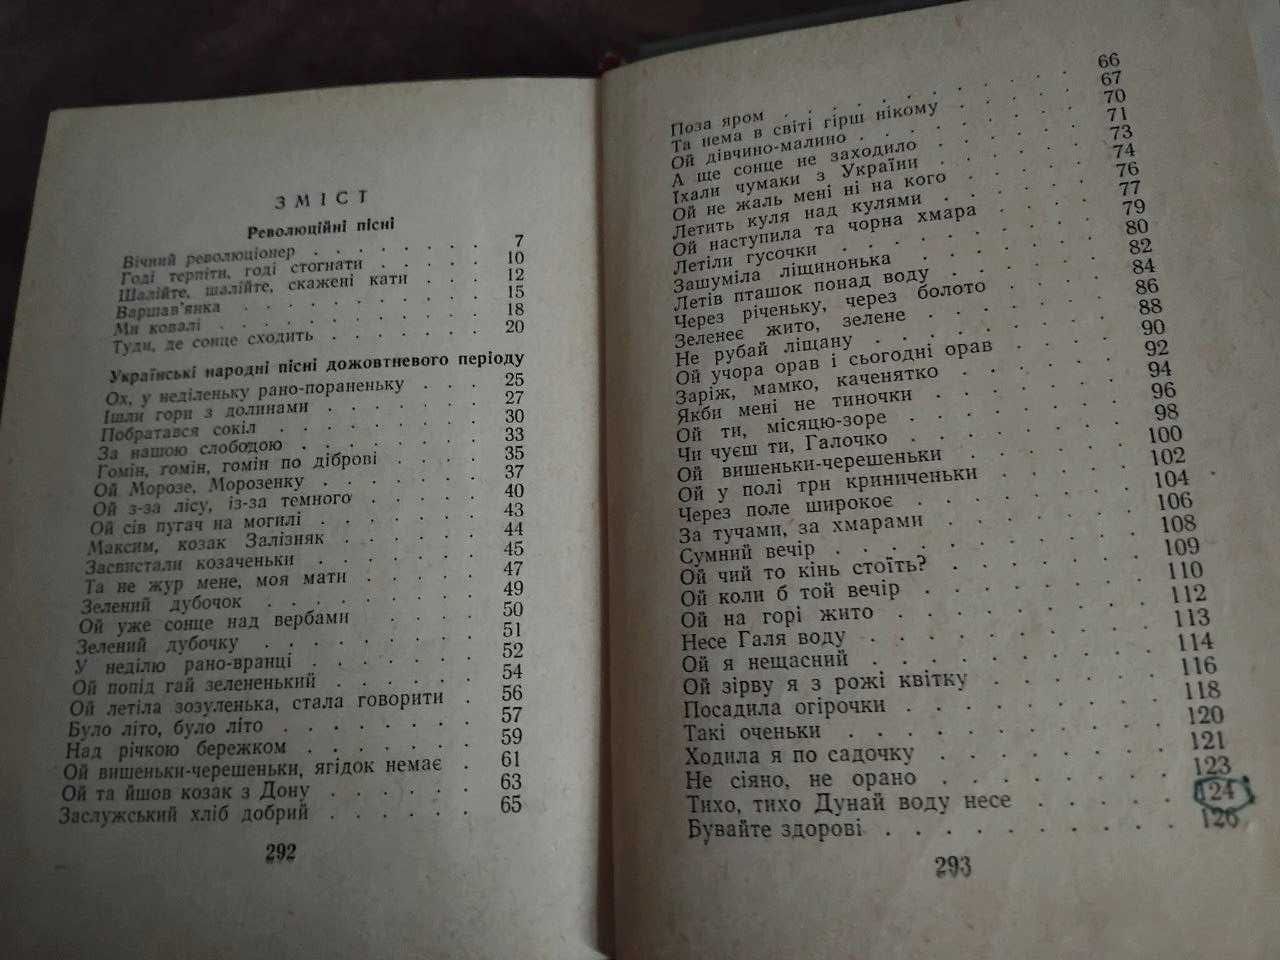 ЗМІСТ
Революційні пісні
Вічний революціонер . . . . . . . 7
Годі терпіти, годі стогнати . . . . . 10
Шалійте, шалійте, скажені кати . . . 12
Варшав'янка . . . . . . . . . 15
Ми ковалі . . . . . . . . . . 18
Туди, де сонце сходить . . . . . . 20
Українські народні пісні дожовтневого періоду
Ох, у неділеньку рано-пораненьку . . . 25
Ішли гори з долинами . . . . . . . 27
Побратався сокіл . . . . . . . . 30
За нашою слободою . . . . . . . 33
Гомін, гомін, гомін по діброві . . . . 35
Ой Морозе, Морозенку . . . . . . . 37
Ой з-за лісу, із-за темного . . . . . 40
Ой сів пугач на могилі . . . . . . . 43
Максим, козак Залізняк . . . . . . 44
Засвистали козаченьки . . . . . . . 45
Та не жур мене, моя мати . . . . . 47
Зелений дубочок . . . . . . . . 49
Ой уже сонце над вербами . . . . 50
Зелений дубочку . . . . . . . . 51
У неділю рано-вранці . . . . . . . 52
Ой попід гай зелененький . . . . . . 54
Ой летіла зозуленька, стала говорити . 56
Було літо, було літо . . . . . . . 57
Над річкою бережком . . . . . . . 59
Ой вишеньки-черешеньки, ягідок немає . 61
Ой та йшов козак з Дону . . . . . . 63
Заслужський хліб добрий . . . . . . 65
292
Поза яром . . . . . . . . . . 66
Та нема в світі гірш нікому . . . . . 67
Ой дівчино-малино . . . . . . . . 70
А ще сонце не заходило . . . . . . 71
Їхали чумаки з України . . . . . . 73
Ой не жаль мені ні на кого . . . . . 74
Летить куля над кулями . . . . . . 76
Ой наступила та чорна хмара . . . . 77
Летіли гусочки . . . . . . . . . 79
Зашуміла ліщинонька . . . . . . . 80
Летів пташок понад воду . . . . . . 82
Через річеньку, через болото . . . . 84
Зеленеє жито, зелене . . . . . . . 86
Не рубай ліщану . . . . . . . . 88
Ой учора орав і сьогодні орав . . . . 90
Заріж, мамко, каченятко . . . . . . 92
Якби мені не тиночки . . . . . . . 94
Ой ти, місяцю-зоре . . . . . . . . 96
Чи чуєш ти, Галочко . . . . . . . 98
Ой вишеньки-черешеньки . . . . . . 100
Ой у полі три криниченьки . . . . . 102
Через поле широкоє . . . . . . . 104
За тучами, за хмарами . . . . . . 106
Сумний вечір . . . . . . . . . . 108
Ой чий то кінь стоїть? . . . . . . 109
Ой коли б той вечір . . . . . . . 110
Ой на горі жито . . . . . . . . 112
Несе Галя воду . . . . . . . . . 113
Ой я нещасний . . . . . . . . . 114
Ой зірву я з рожі квітку . . . . . . 116
Посадила огірочки . . . . . . . . 118
Такі оченьки . . . . . . . . . . 120
Ходила я по садочку . . . . . . . 121
Не сіяно, не орано . . . . . . . . 123
Тихо, тихо Дунай воду несе . . . . . 124
Бувайте здорові . . . . . . . . . 126
293